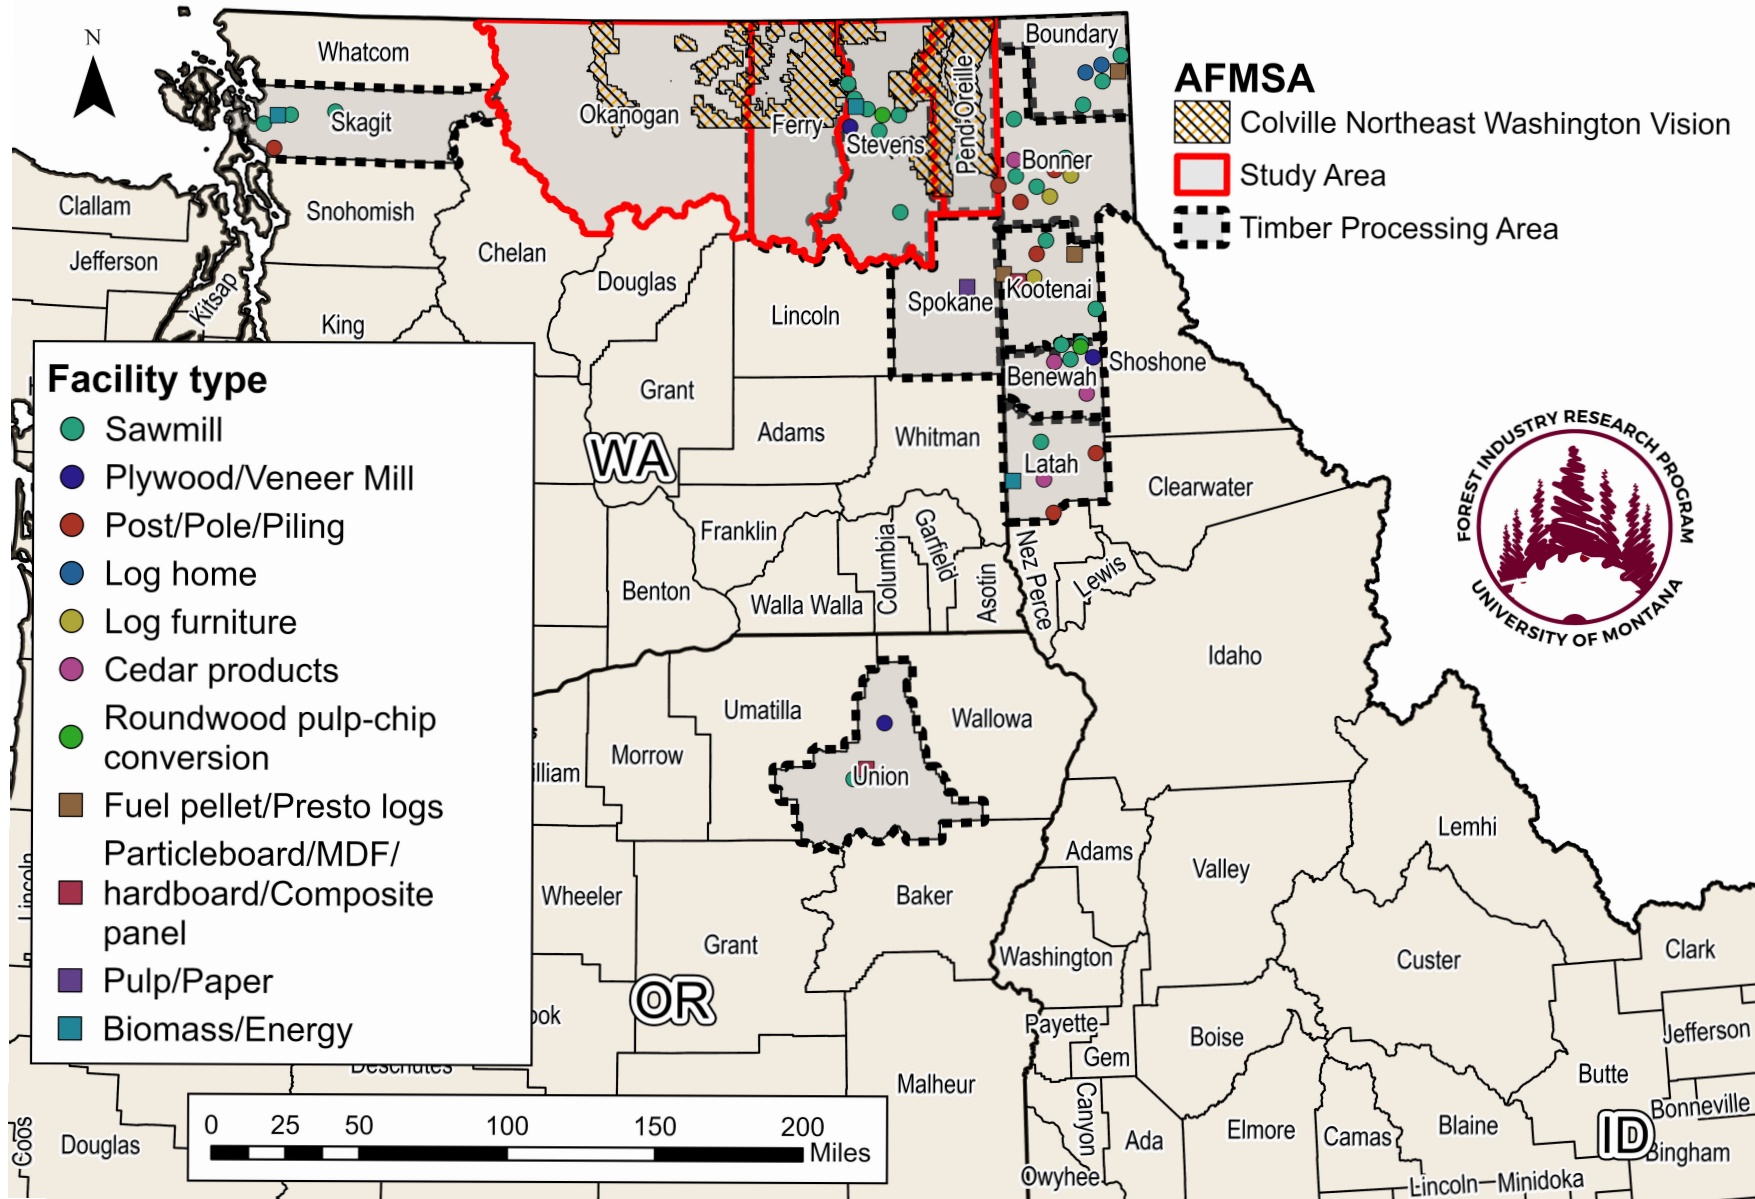 N
Whatcom
Skagit
Okanogan
Ferry
Stevens
Pend Oreille
Boundary
Bonner
Clallam
Snohomish
Jefferson
Chelan
Kitsap
King
Douglas
Lincoln
Spokane
Kootenai
Grant
Shoshone
Benewah
Adams
Whitman
WA
Latah
Clearwater
Franklin
Columbia
Garfield
Asotin
Nez Perce
Lewis
Benton
Walla Walla
Idaho
Umatilla
Wallowa
Morrow
Union
illiam
Lemhi
Adams
Valley
Wheeler
Baker
Lincoln
Grant
Washington
Custer
Clark
OR
ook
Payette
Gem
Boise
Jefferson
Deschutes
Malheur
Butte
Canyon
Bonneville
Coos
Douglas
Ada
Elmore
Camas
Blaine
ID
Bingham
Owyhee
Lincoln
Minidoka
AFMSA
Colville Northeast Washington Vision
Study Area
Timber Processing Area
Facility type
Sawmill
Plywood/Veneer Mill
Post/Pole/Piling
Log home
Log furniture
Cedar products
Roundwood pulp-chip
conversion
Fuel pellet/Presto logs
Particleboard/MDF/
hardboard/Composite
panel
Pulp/Paper
Biomass/Energy
FOREST INDUSTRY RESEARCH PROGRAM
UNIVERSITY OF MONTANA
0 25 50 100 150 200
Miles